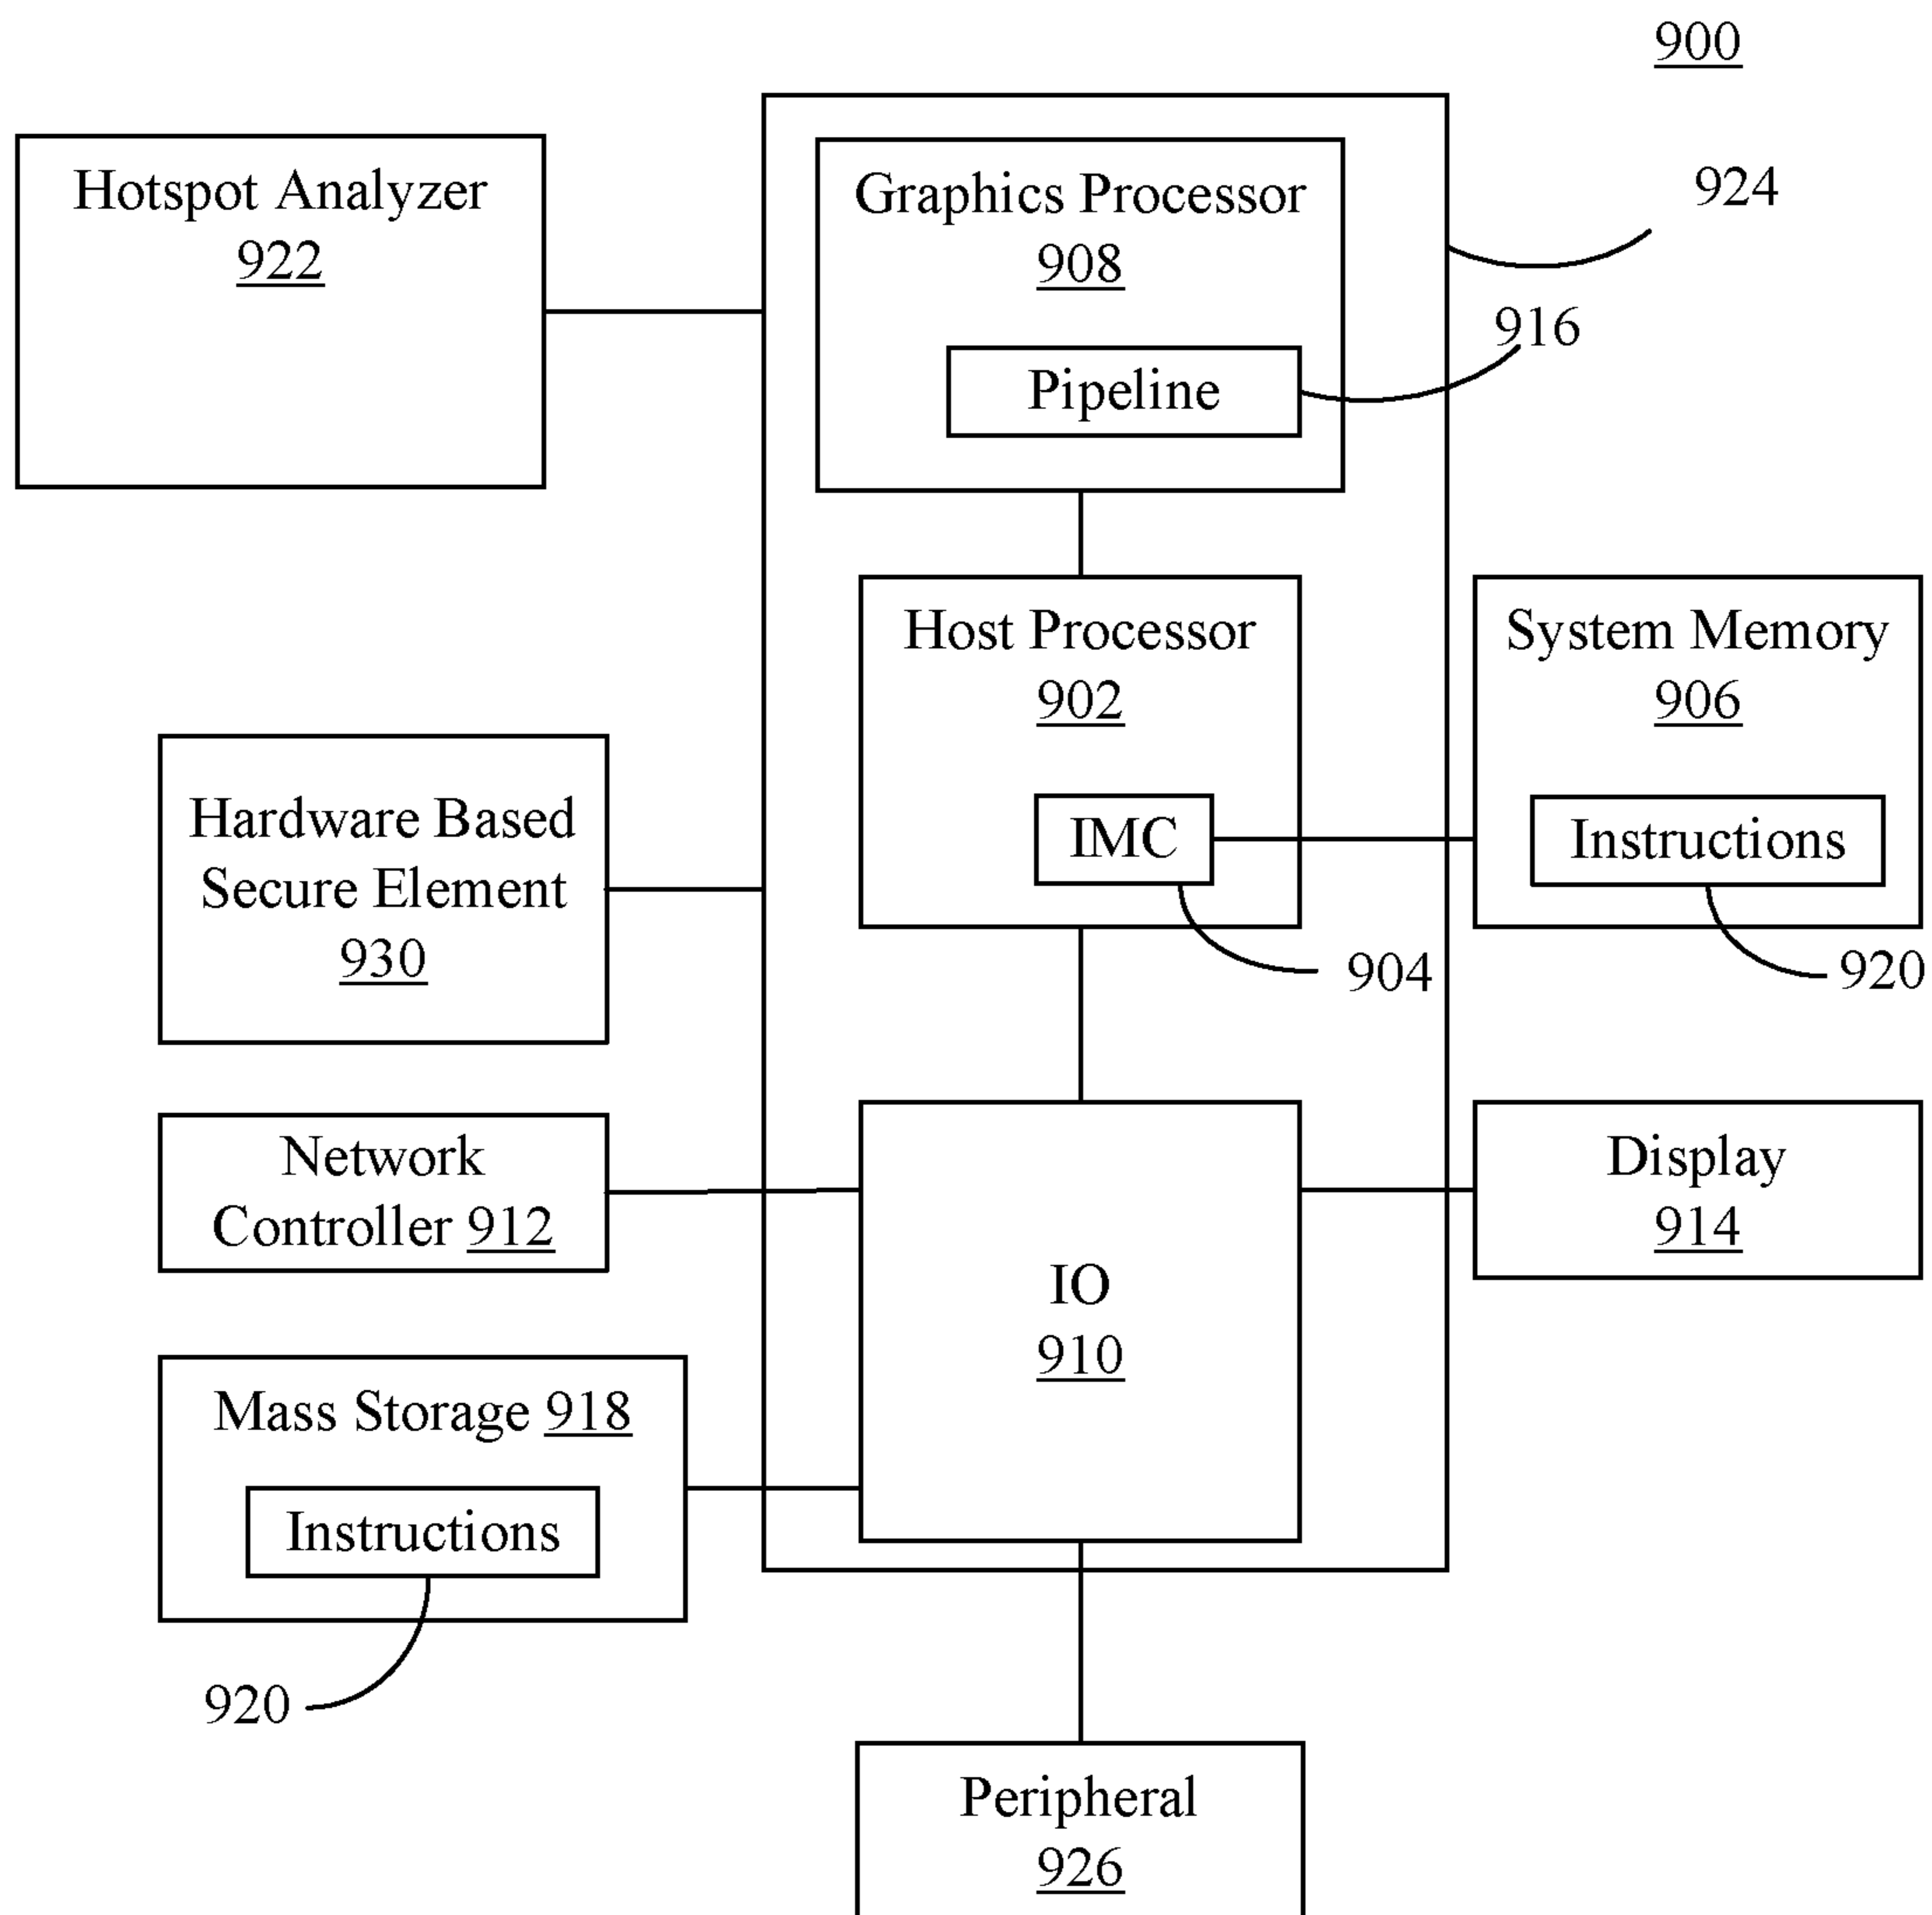 900
Hotspot Analyzer
922
Graphics Processor
908
Pipeline
924
916
Host Processor
902
IMC
904
System Memory
906
Instructions
920
Hardware Based
Secure Element
930
Network
Controller 912
IO
910
Display
914
Mass Storage 918
Instructions
920
Peripheral
926